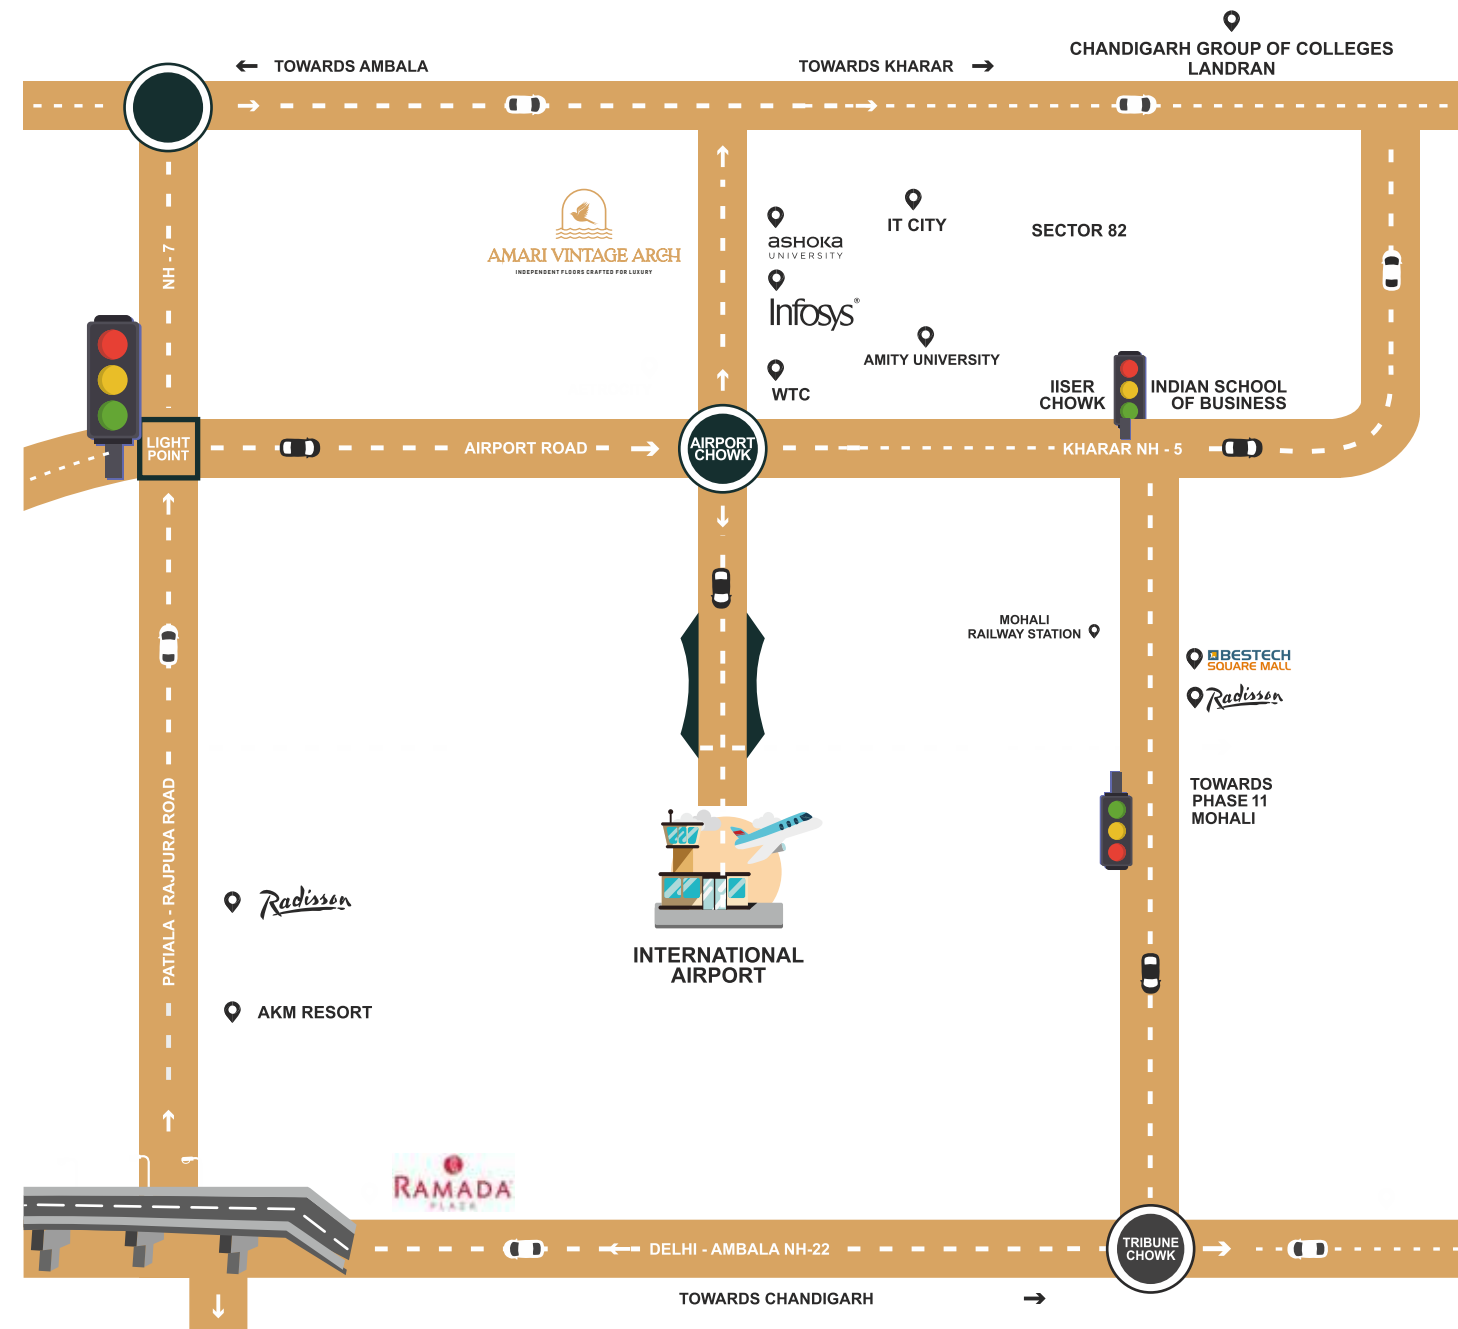 CHANDIGARH GROUP OF COLLEGES
LANDRAN
TOWARDS AMBALA
TOWARDS KHARAR
NH - 7
AMARI VINTAGE ARCH
INDEPENDENT FLOORS CRAFTED FOR LUXURY
ASHOKA
UNIVERSITY
IT CITY
SECTOR 82
Infosys®
AMITY UNIVERSITY
WTC
IISER
CHOWK
INDIAN SCHOOL
OF BUSINESS
LIGHT
POINT
AIRPORT ROAD
AIRPORT
CHOWK
KHARAR NH - 5
MOHALI
RAILWAY STATION
BESTECH
SQUARE MALL
Radisson
TOWARDS
PHASE 11
MOHALI
PATIALA - RAJPURA ROAD
Radisson
INTERNATIONAL
AIRPORT
AKM RESORT
RAMADA
PLAZA
DELHI - AMBALA NH-22
TRIBUNE
CHOWK
TOWARDS CHANDIGARH